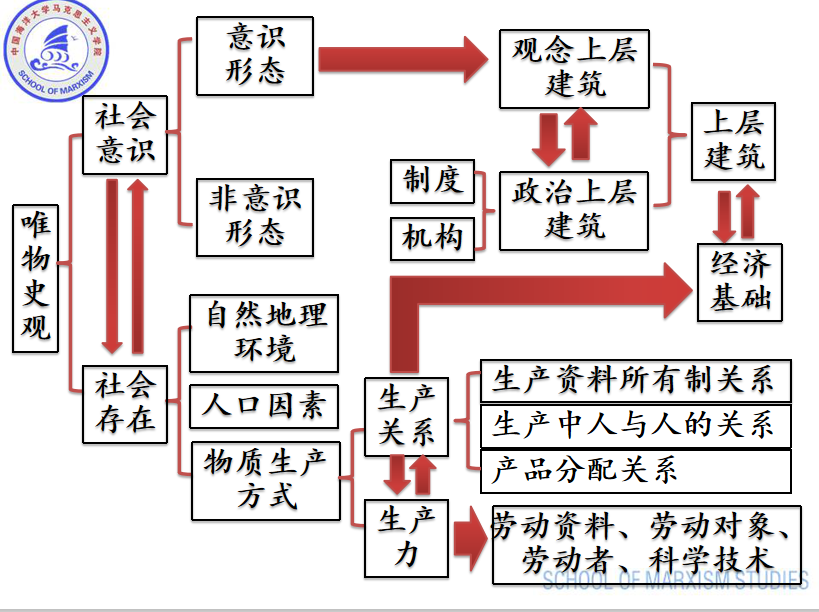 中国海洋大学马克思主义学院
SCHOOL OF MARXISM
意识
形态
观念上层
建筑
社会
意识
上层
建筑
非意识
形态
制度
机构
政治上层
建筑
唯
物
史
观
经济
基础
自然地理
环境
社会
存在
人口因素
物质生产
方式
生产
关系
生产资料所有制关系
生产中人与人的关系
产品分配关系
生产
力
劳动资料、劳动对象、
劳动者、科学技术
SCHOOL OF MARXISM STUDIES